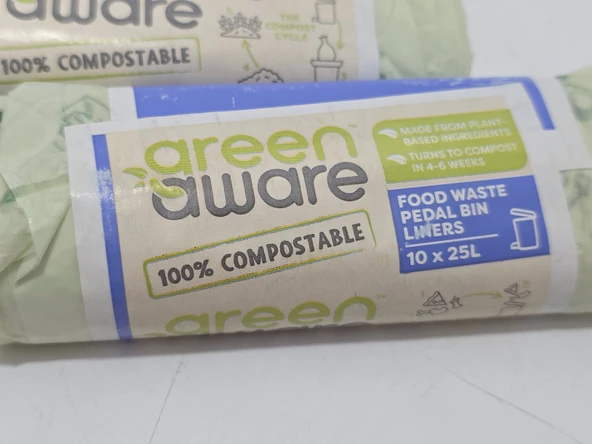 aware
100% COMPOSTABLE
THE
COMPOST
CYCLE
green
aware
100% COMPOSTABLE
MADE FROM PLANT-
BASED INGREDIENTS
TURNS TO COMPOST
IN 4-6 WEEKS
FOOD WASTE
PEDAL BIN
LINERS
10 x 25L
green
aware